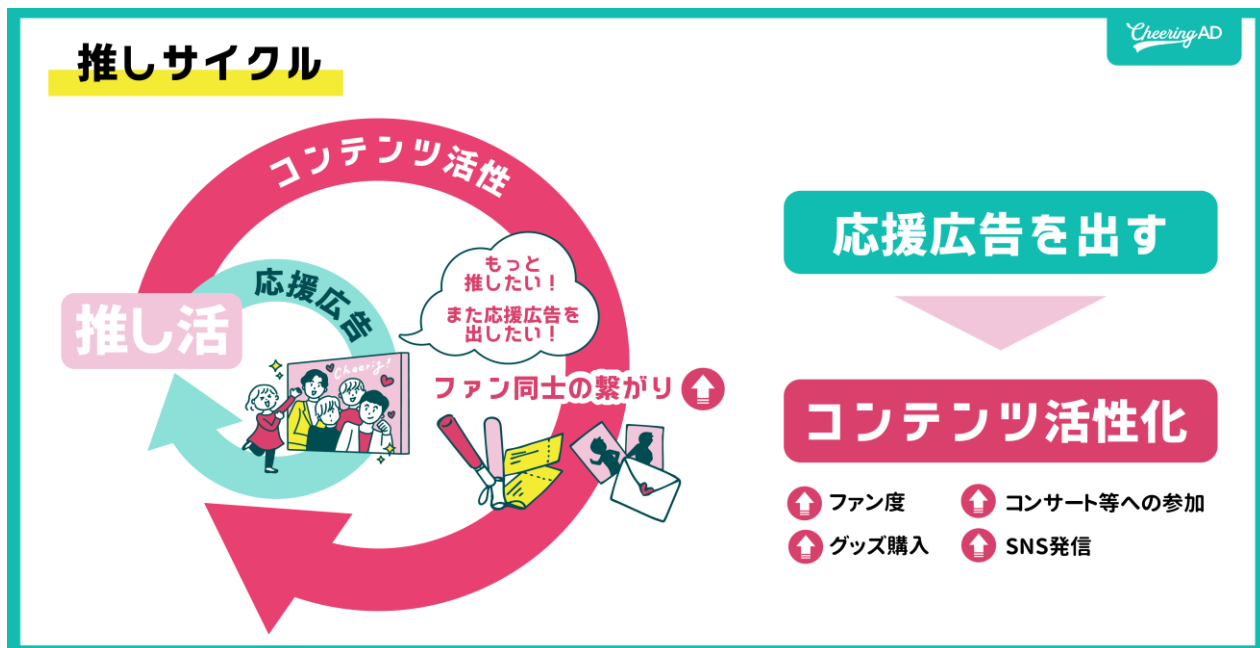 推しサイクル
Cheering AD
コンテンツ活性
応援広告
推し活
もっと
推したい！
また応援広告を
出したい！
Cheerig!
ファン同士の繋がり
応援広告を出す
コンテンツ活性化
ファン度
コンサート等への参加
グッズ購入
SNS発信